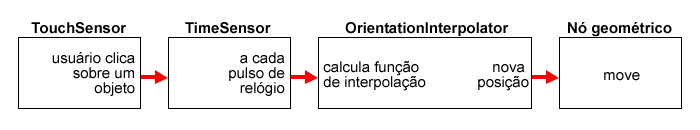 TouchSensor
usuário clica
sobre um
objeto
TimeSensor
a cada
pulso de
relógio
OrientationInterpolator
calcula função
de interpolação
nova
posição
Nó geométrico
move